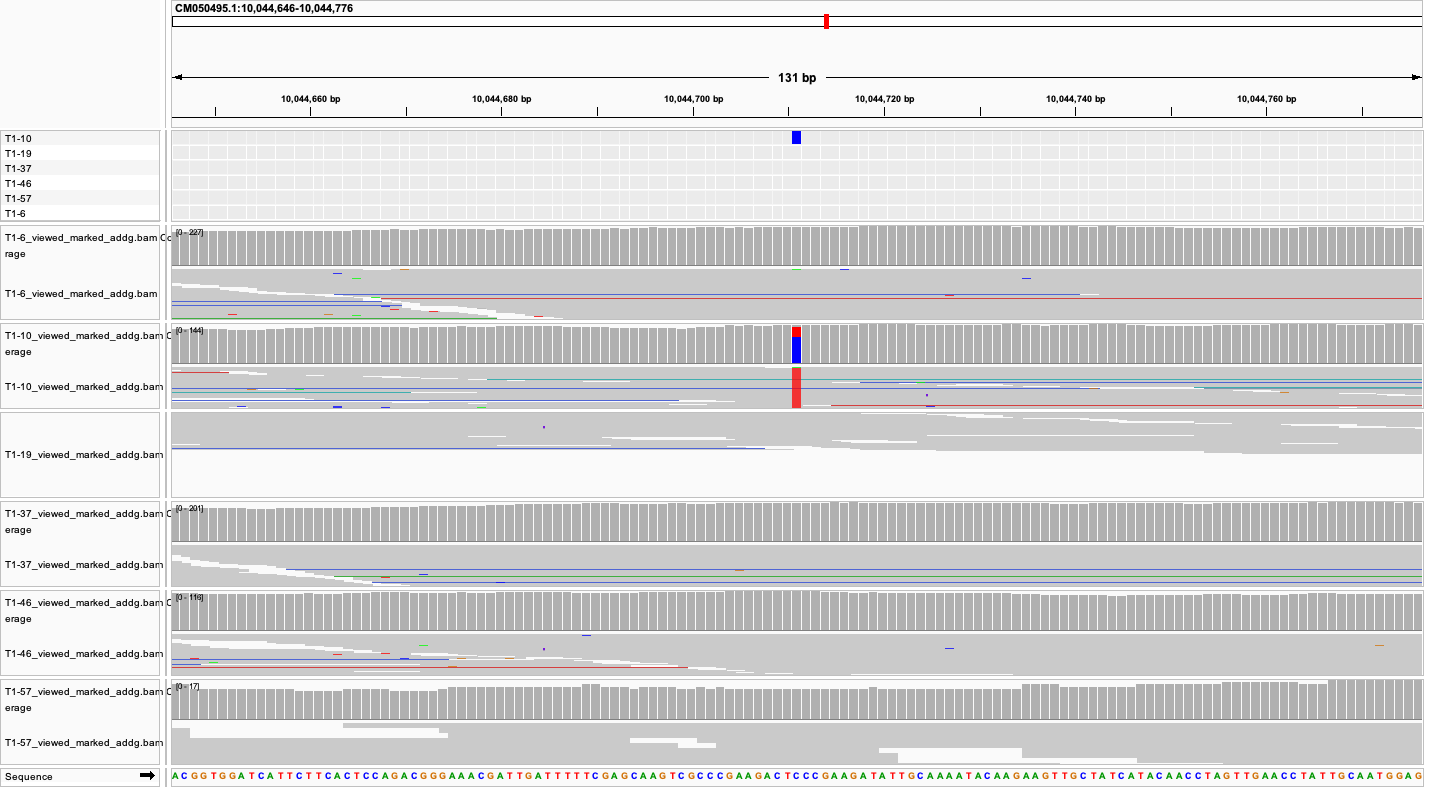 CM050495.1:10,044,646-10,044,776
131 bp
10,044,660 bp 10,044,680 bp 10,044,700 bp 10,044,720 bp 10,044,740 bp 10,044,760 bp
T1-10
T1-19
T1-37
T1-46
T1-57
T1-6
T1-6_viewed_marked_addg.bam Co
rage
[0 - 227]
T1-6_viewed_marked_addg.bam
T1-10_viewed_marked_addg.bam C
erage
[0 - 144]
T1-10_viewed_marked_addg.bam
T1-19_viewed_marked_addg.bam
T1-37_viewed_marked_addg.bam C
erage
[0 - 201]
T1-37_viewed_marked_addg.bam
T1-46_viewed_marked_addg.bam C
erage
[0 - 116]
T1-46_viewed_marked_addg.bam
T1-57_viewed_marked_addg.bam C
erage
[0 - 17]
T1-57_viewed_marked_addg.bam
Sequence
ACGGTGGATCATTCTTCACTCCAGACGGGAAACGATTGATTTTTCGAGCAAGTCGCCCGAAGACTCCCGAAGATATTGCAAAATACAAGAAGTTGCTATCATACAACCTAGTTGAACCTATTGCAATGGAG